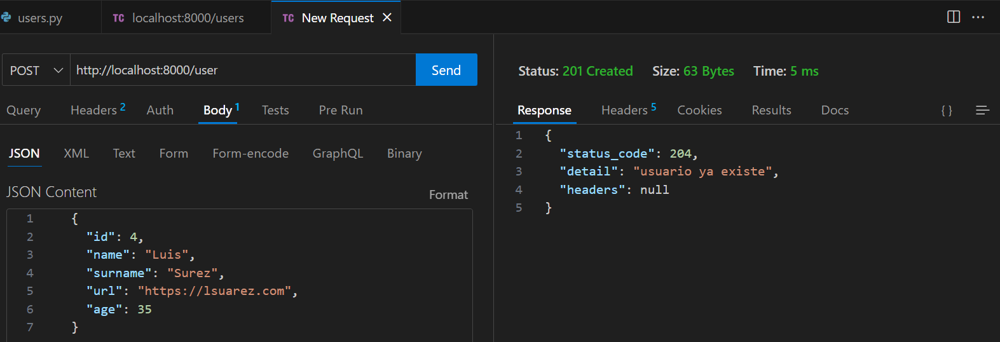 users.py
TC localhost:8000/users
TC New Request
POST http://localhost:8000/user Send
Query Headers 2 Auth Body 1 Tests Pre Run
JSON XML Text Form Form-encode GraphQL Binary
JSON Content Format
1 {
2 "id": 4,
3 "name": "Luis",
4 "surname": "Surez",
5 "url": "https://lsuarez.com",
6 "age": 35
7 }
Status: 201 Created Size: 63 Bytes Time: 5 ms
Response Headers 5 Cookies Results Docs { }
1 {
2 "status_code": 204,
3 "detail": "usuario ya existe",
4 "headers": null
5 }